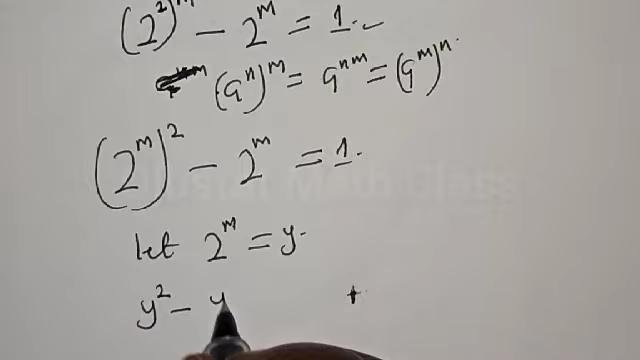 (2²)ᵐ − 2ᵐ = 1.
(aⁿ)ᵐ = aⁿᵐ = (aᵐ)ⁿ.
(2ᵐ)² − 2ᵐ = 1.
let 2ᵐ = y.
y² − y